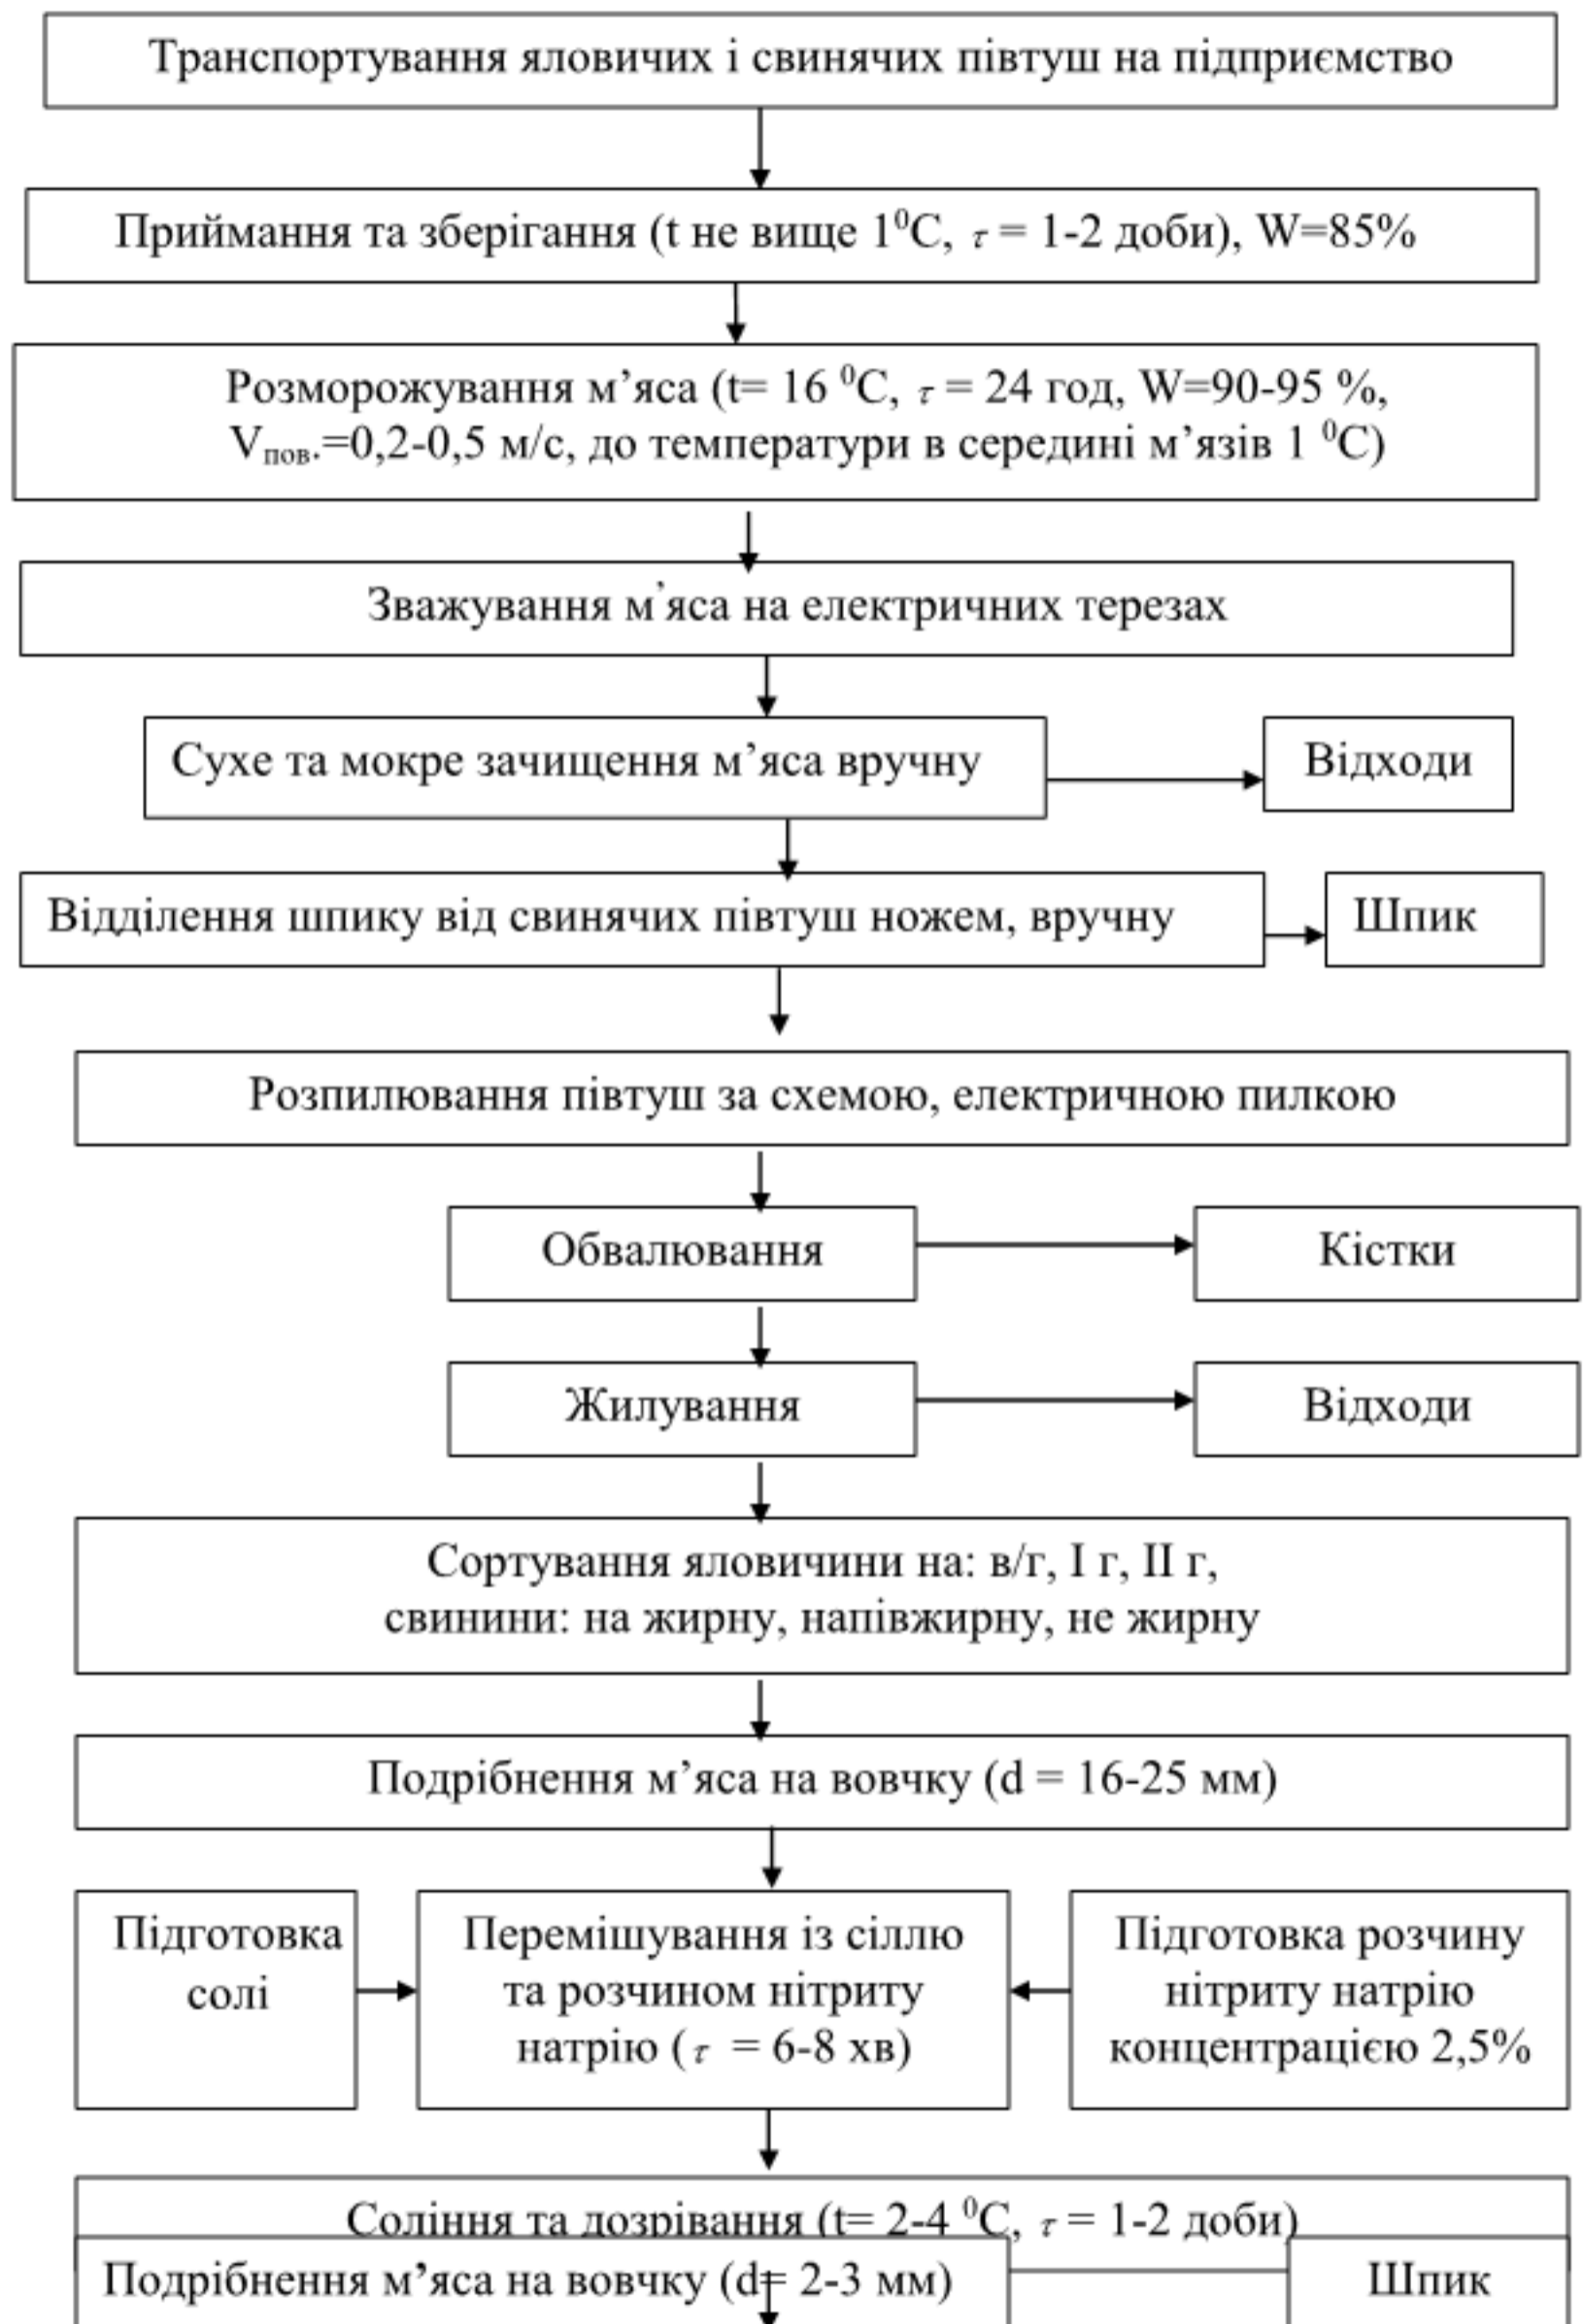 Транспортування яловичих і свинячих півтуш на підприємство
Приймання та зберігання (t не вище 1⁰С, τ = 1-2 доби), W=85%
Розморожування м’яса (t= 16 ⁰С, τ = 24 год, W=90-95 %,
Vпов.=0,2-0,5 м/с, до температури в середині м’язів 1 ⁰С)
Зважування м'яса на електричних терезах
Сухе та мокре зачищення м’яса вручну
Відходи
Відділення шпику від свинячих півтуш ножем, вручну
Шпик
Розпилювання півтуш за схемою, електричною пилкою
Обвалювання
Кістки
Жилування
Відходи
Сортування яловичини на: в/г, І г, ІІ г,
свинини: на жирну, напівжирну, не жирну
Подрібнення м’яса на вовчку (d = 16-25 мм)
Підготовка
солі
Перемішування із сіллю
та розчином нітриту
натрію ( τ = 6-8 хв)
Підготовка розчину
нітриту натрію
концентрацією 2,5%
Соління та дозрівання (t= 2-4 ⁰С, τ = 1-2 доби)
Подрібнення м’яса на вовчку (d= 2-3 мм)
Шпик